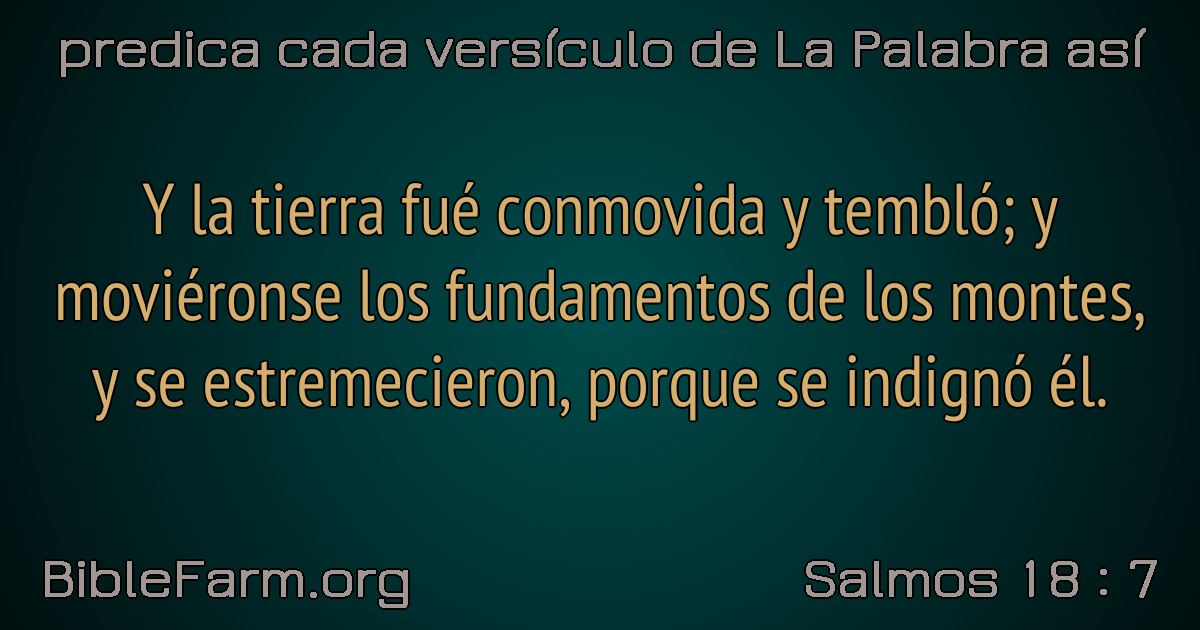 predica cada versículo de La Palabra así
Y la tierra fué conmovida y tembló; y
moviéronse los fundamentos de los montes,
y se estremecieron, porque se indignó él.
BibleFarm.org
Salmos 18 : 7